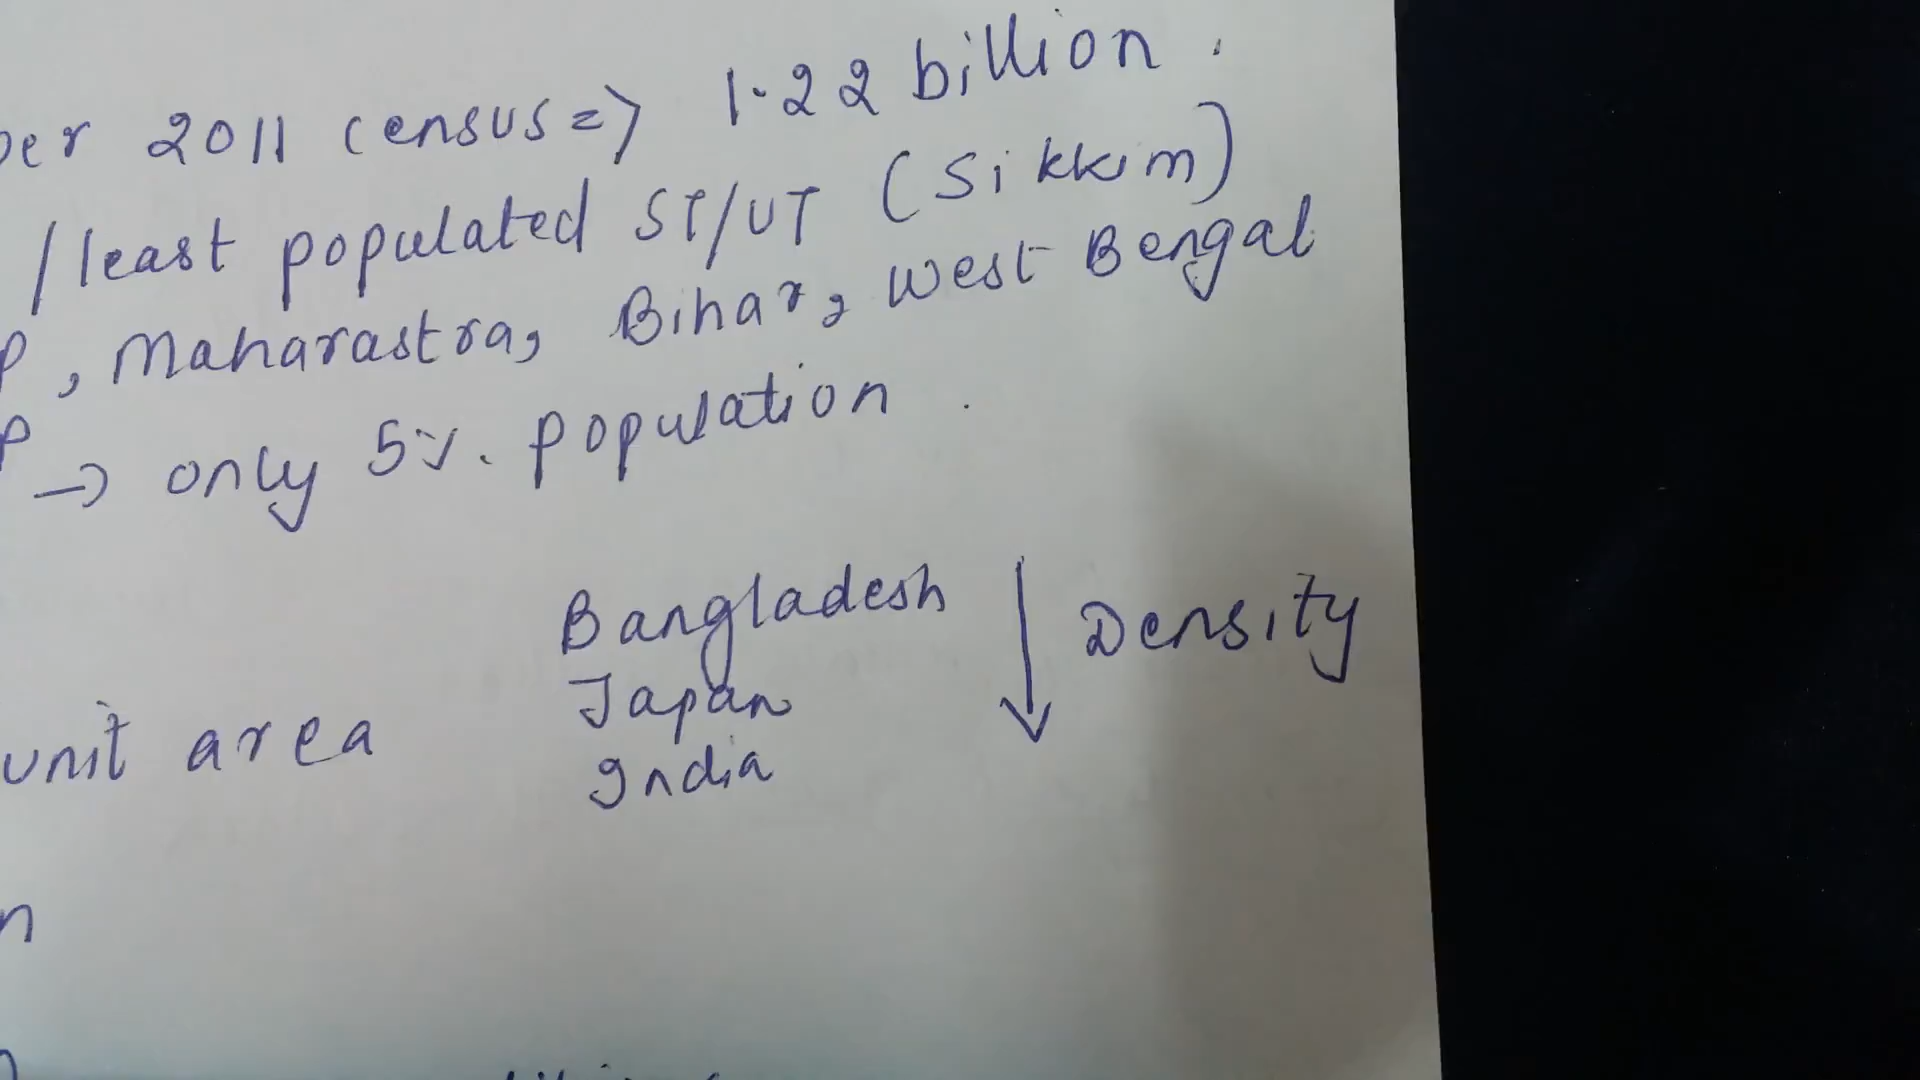 per 2011 census => 1.22 billion.
/ least populated ST/UT (Sikkim)
P, Maharastra, Bihar, West Bengal
P → only 5%. population.
Bangladesh ↓ Density
Japan
unit area
India
n